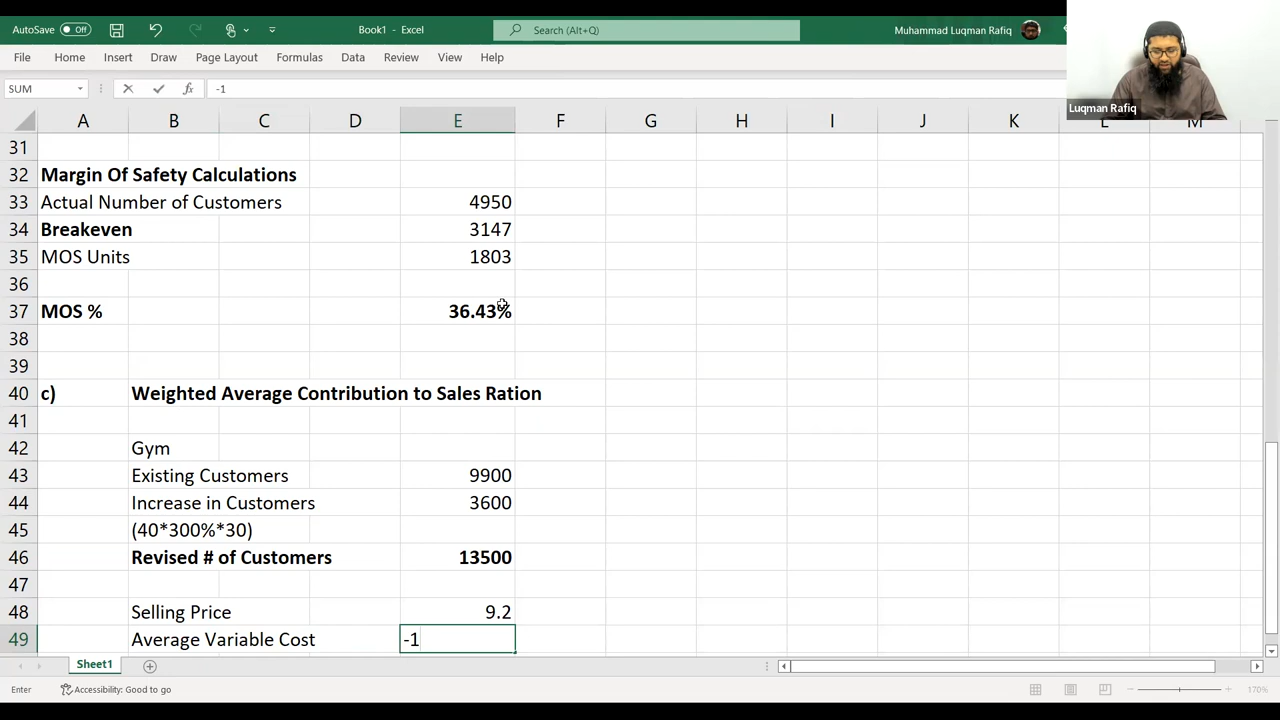 AutoSave Off Book1 - Excel Search (Alt+Q) Muhammad Luqman Rafiq
File Home Insert Draw Page Layout Formulas Data Review View Help
Luqman Rafiq
SUM fx -1
A B C D E F G H I J K L M
31
32 Margin Of Safety Calculations
33 Actual Number of Customers 4950
34 Breakeven 3147
35 MOS Units 1803
36
37 MOS % 36.43%
38
39
40 c) Weighted Average Contribution to Sales Ration
41
42 Gym
43 Existing Customers 9900
44 Increase in Customers 3600
45 (40*300%*30)
46 Revised # of Customers 13500
47
48 Selling Price 9.2
49 Average Variable Cost -1
Sheet1
Enter Accessibility: Good to go 170%